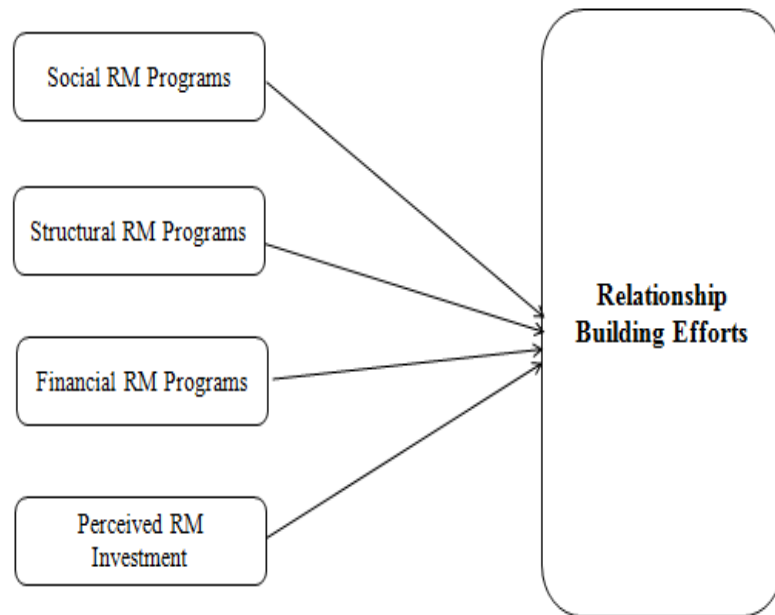 Social RM Programs
Structural RM Programs
Financial RM Programs
Perceived RM
Investment
Relationship
Building Efforts